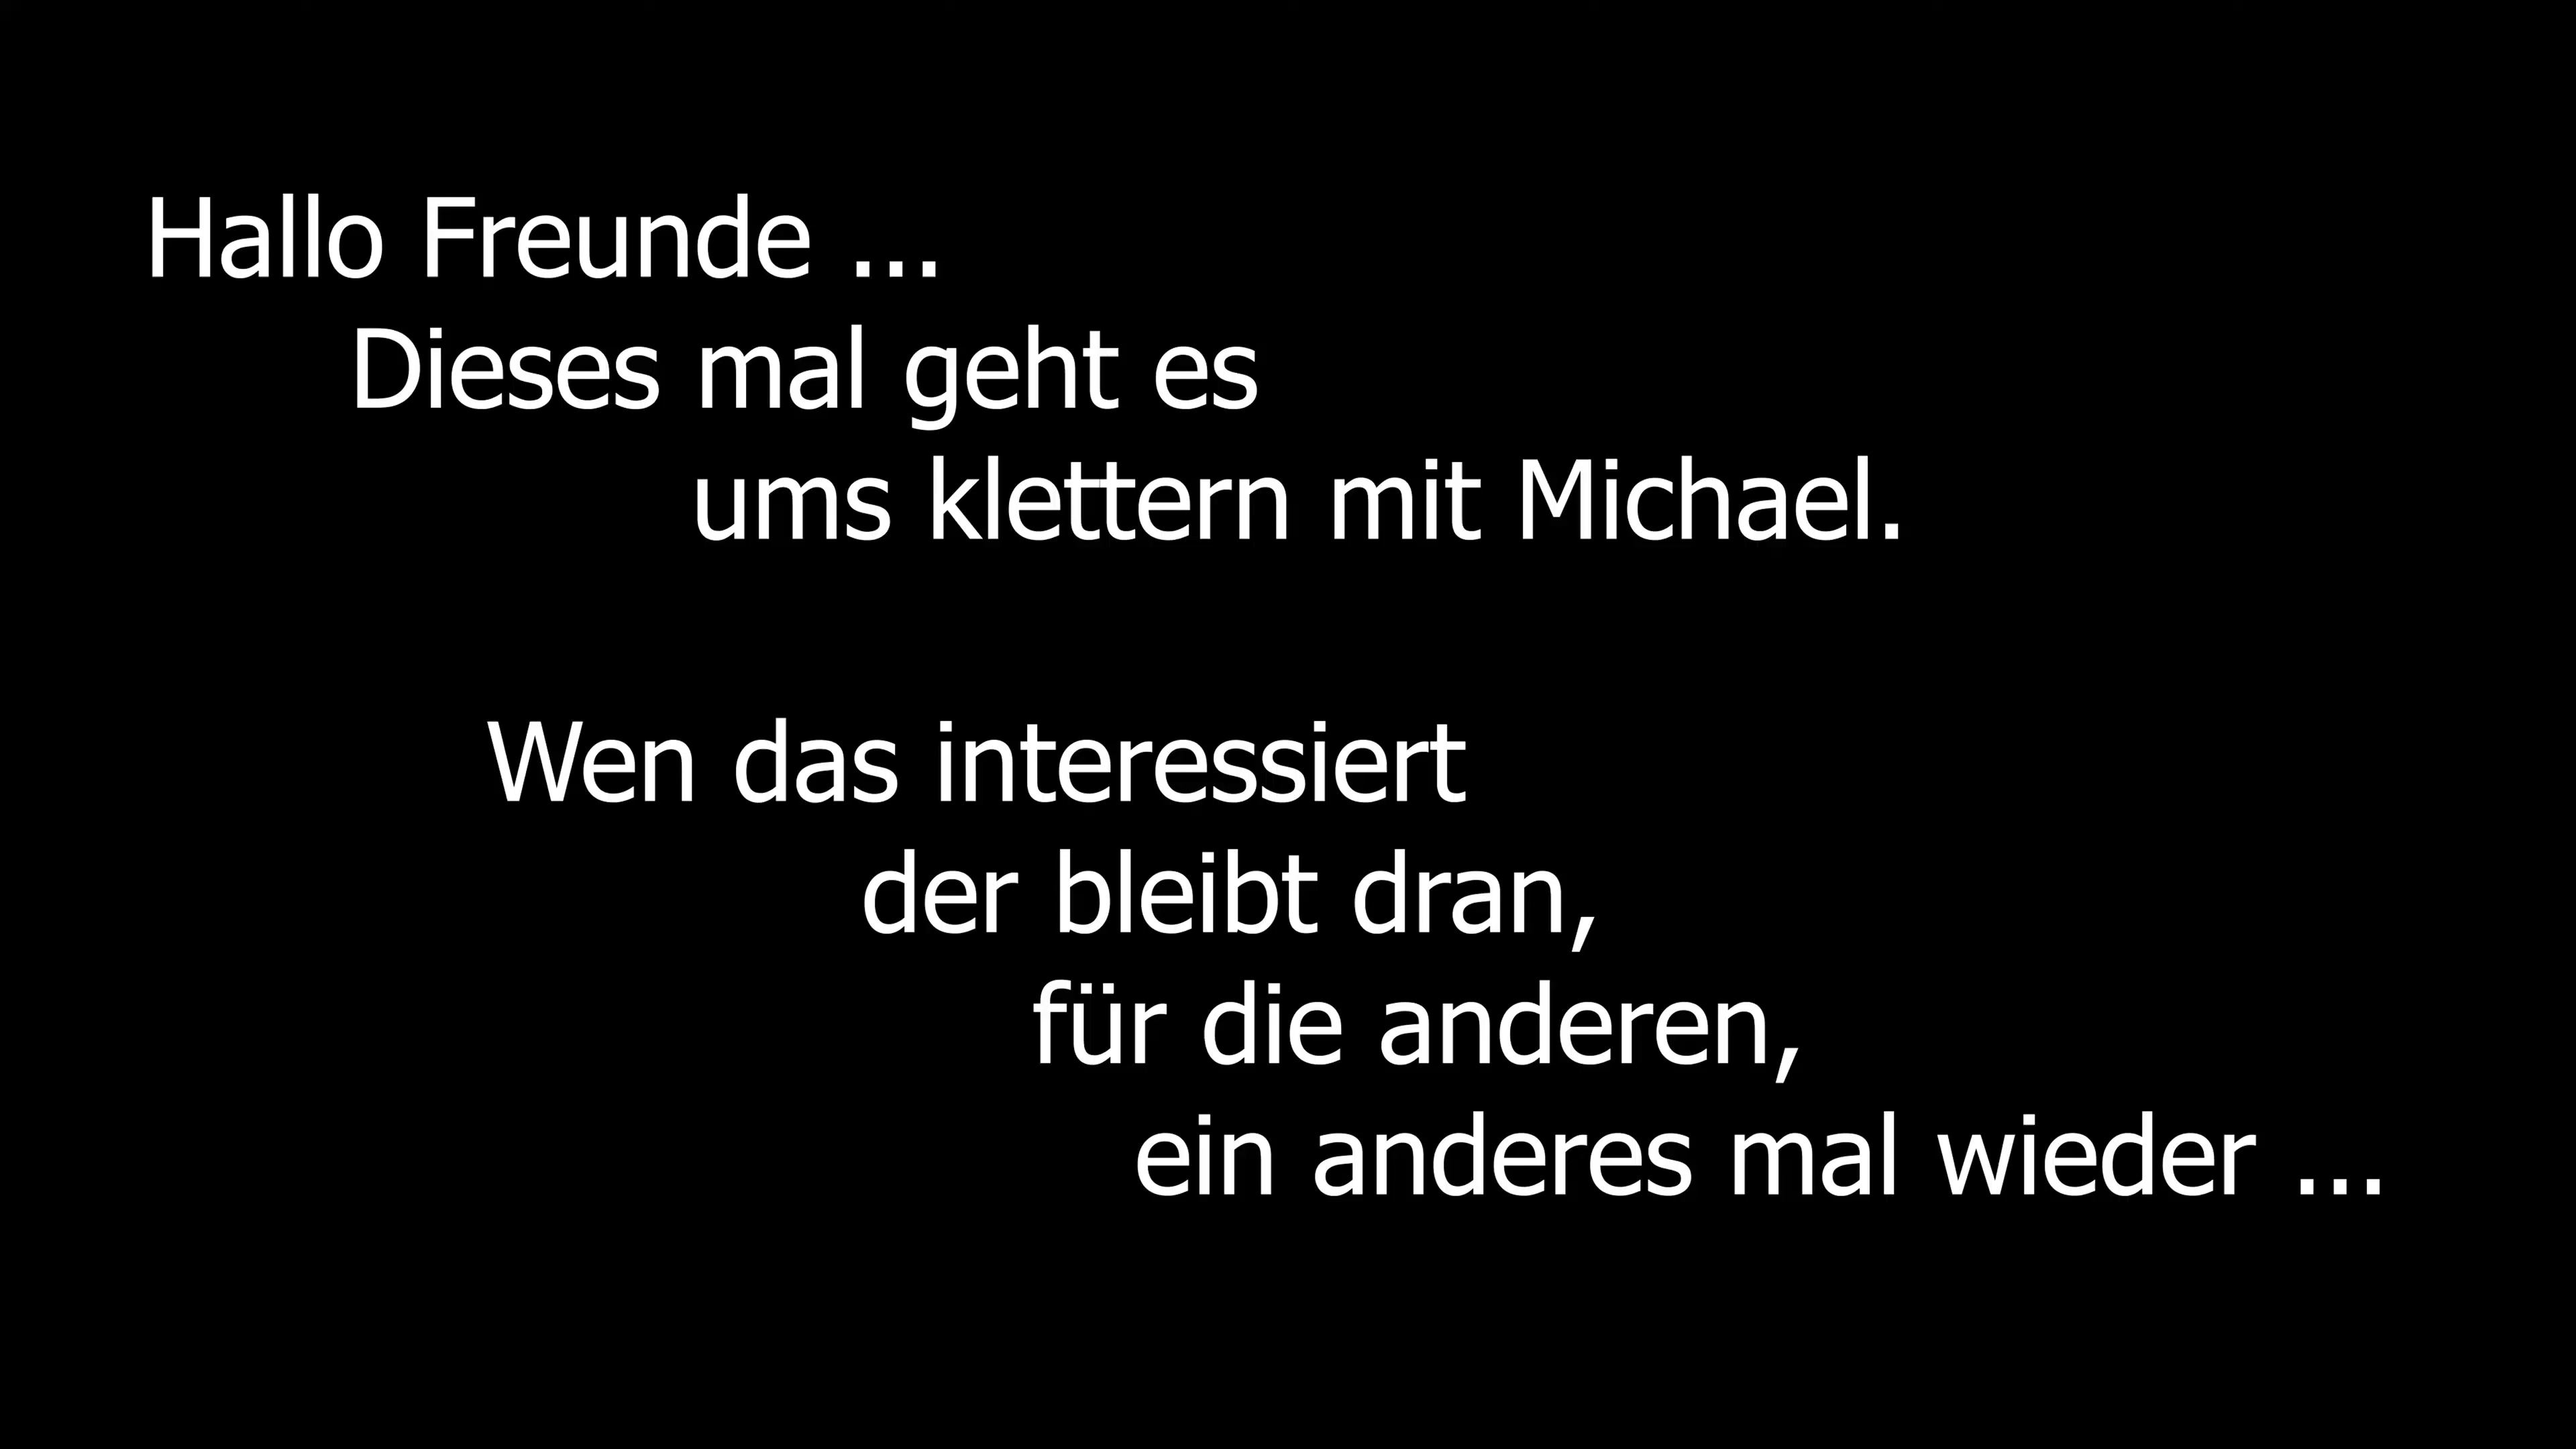 Hallo Freunde ...
Dieses mal geht es
ums klettern mit Michael.
Wen das interessiert
der bleibt dran,
für die anderen,
ein anderes mal wieder ...